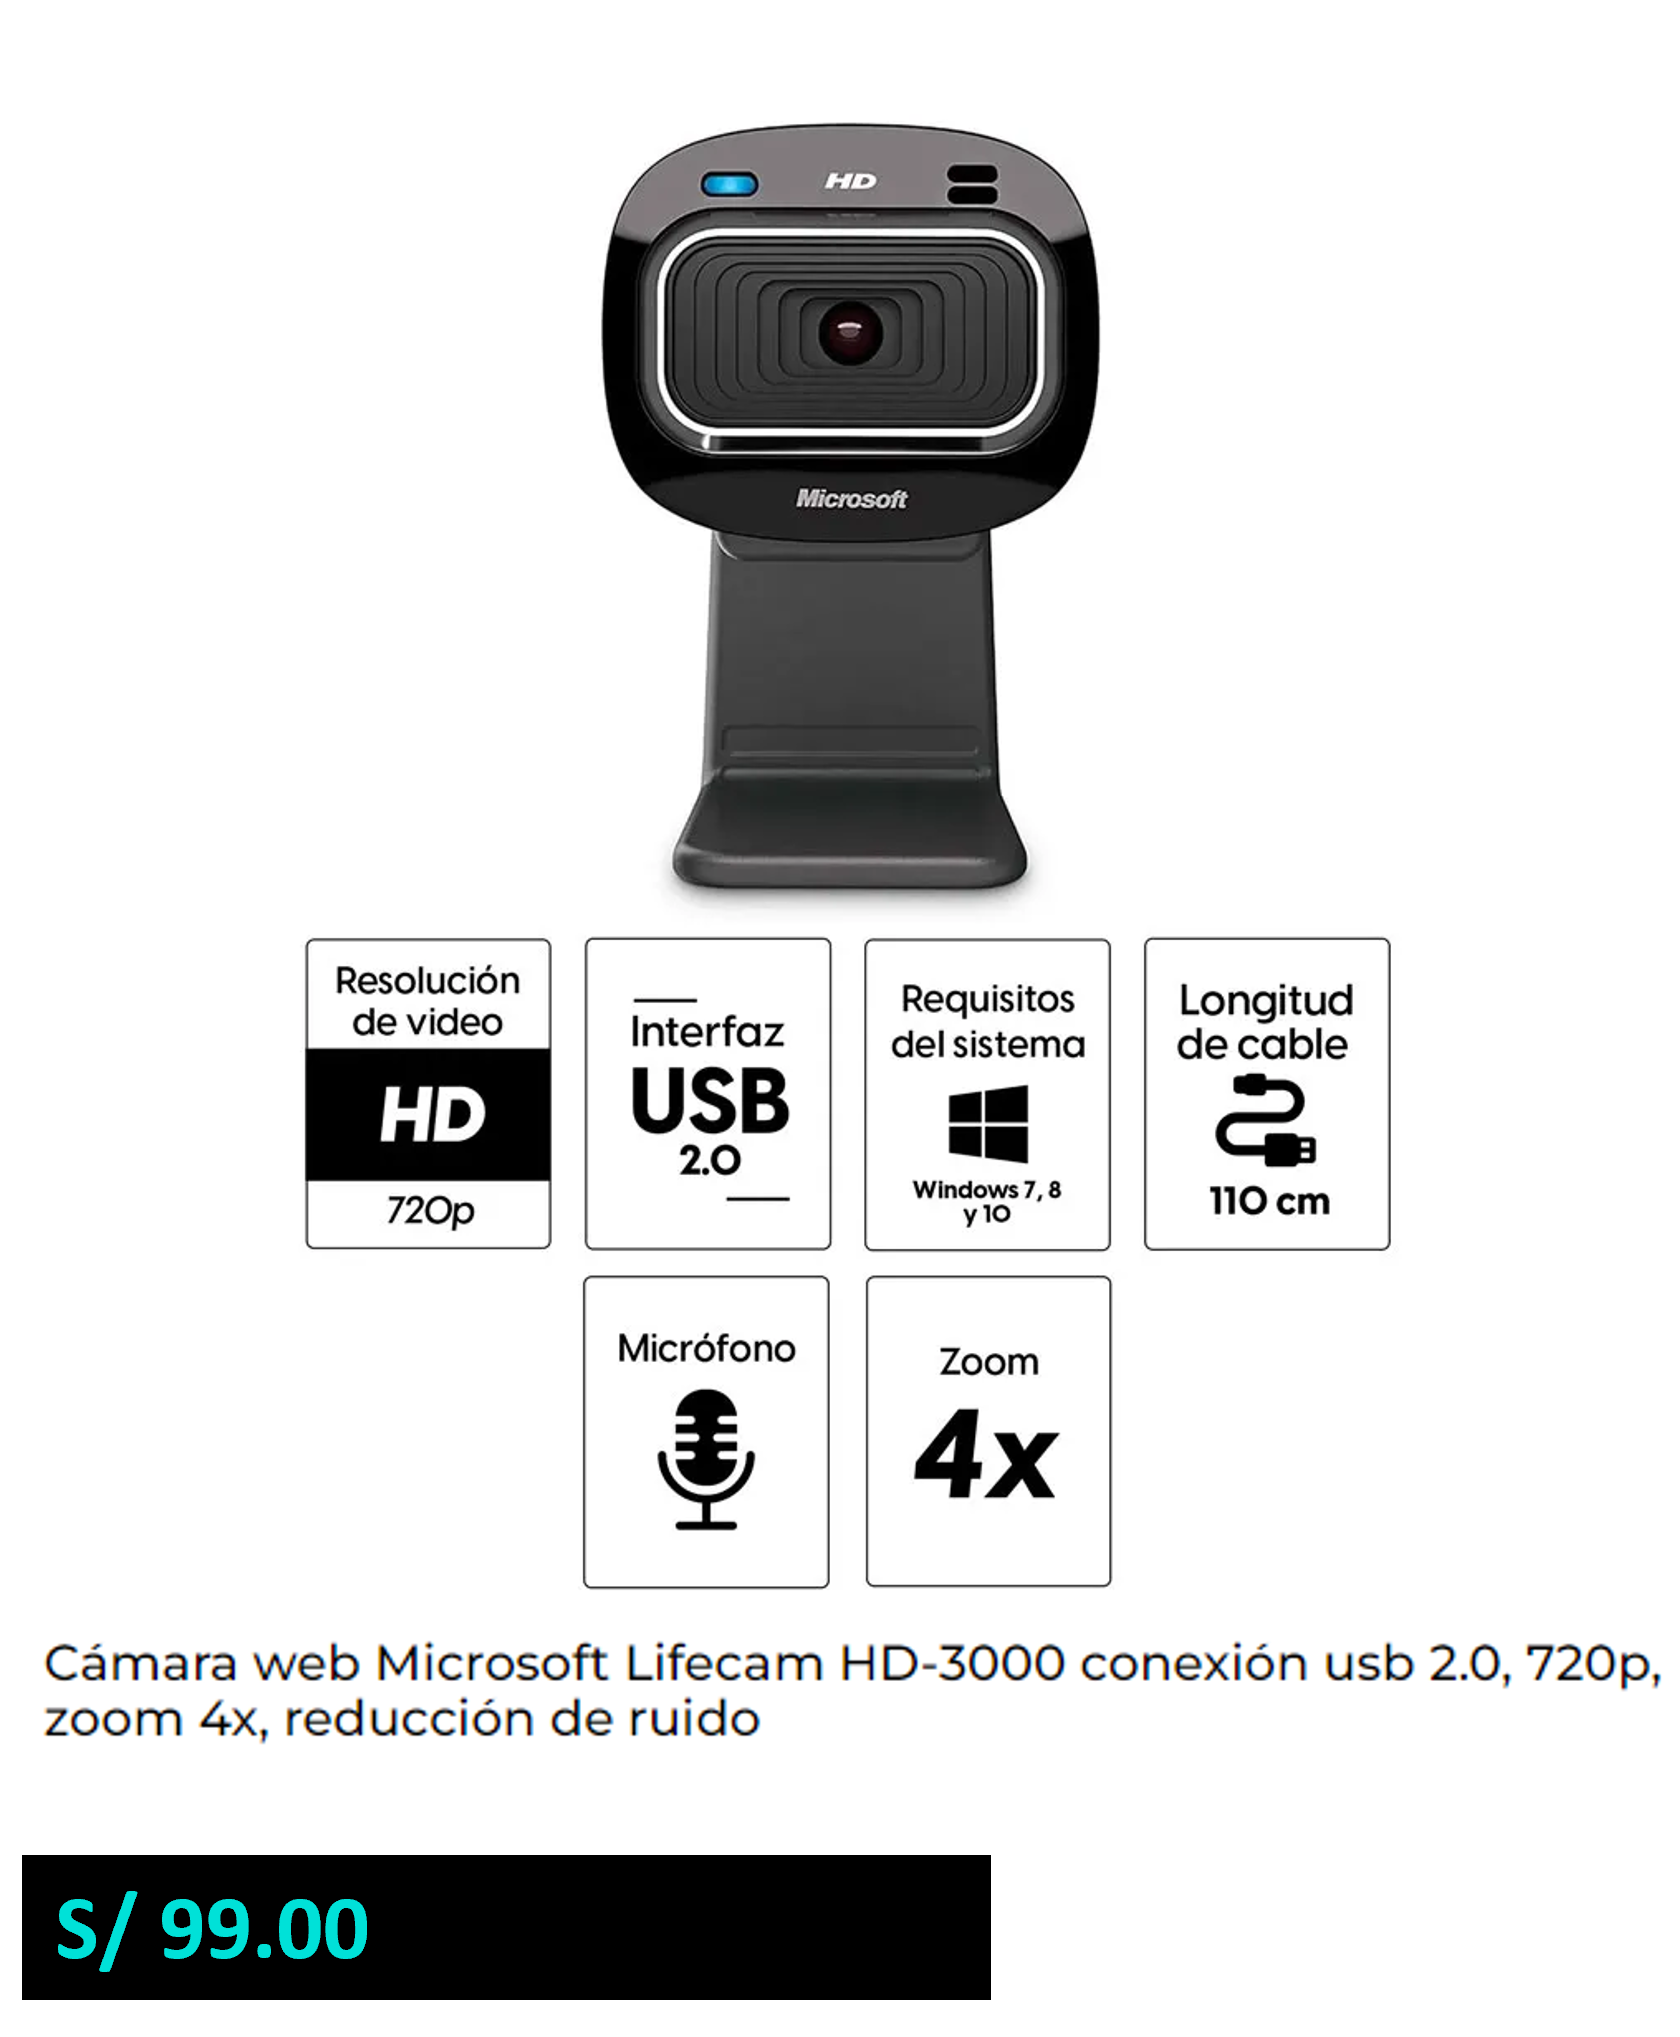 HD
Microsoft
Resolución
de video
HD
720p
Interfaz
USB
2.0
Requisitos
del sistema
Windows 7, 8
y 10
Longitud
de cable
110 cm
Micrófono
Zoom
4x
Cámara web Microsoft Lifecam HD-3000 conexión usb 2.0, 720p,
zoom 4x, reducción de ruido
S/ 99.00